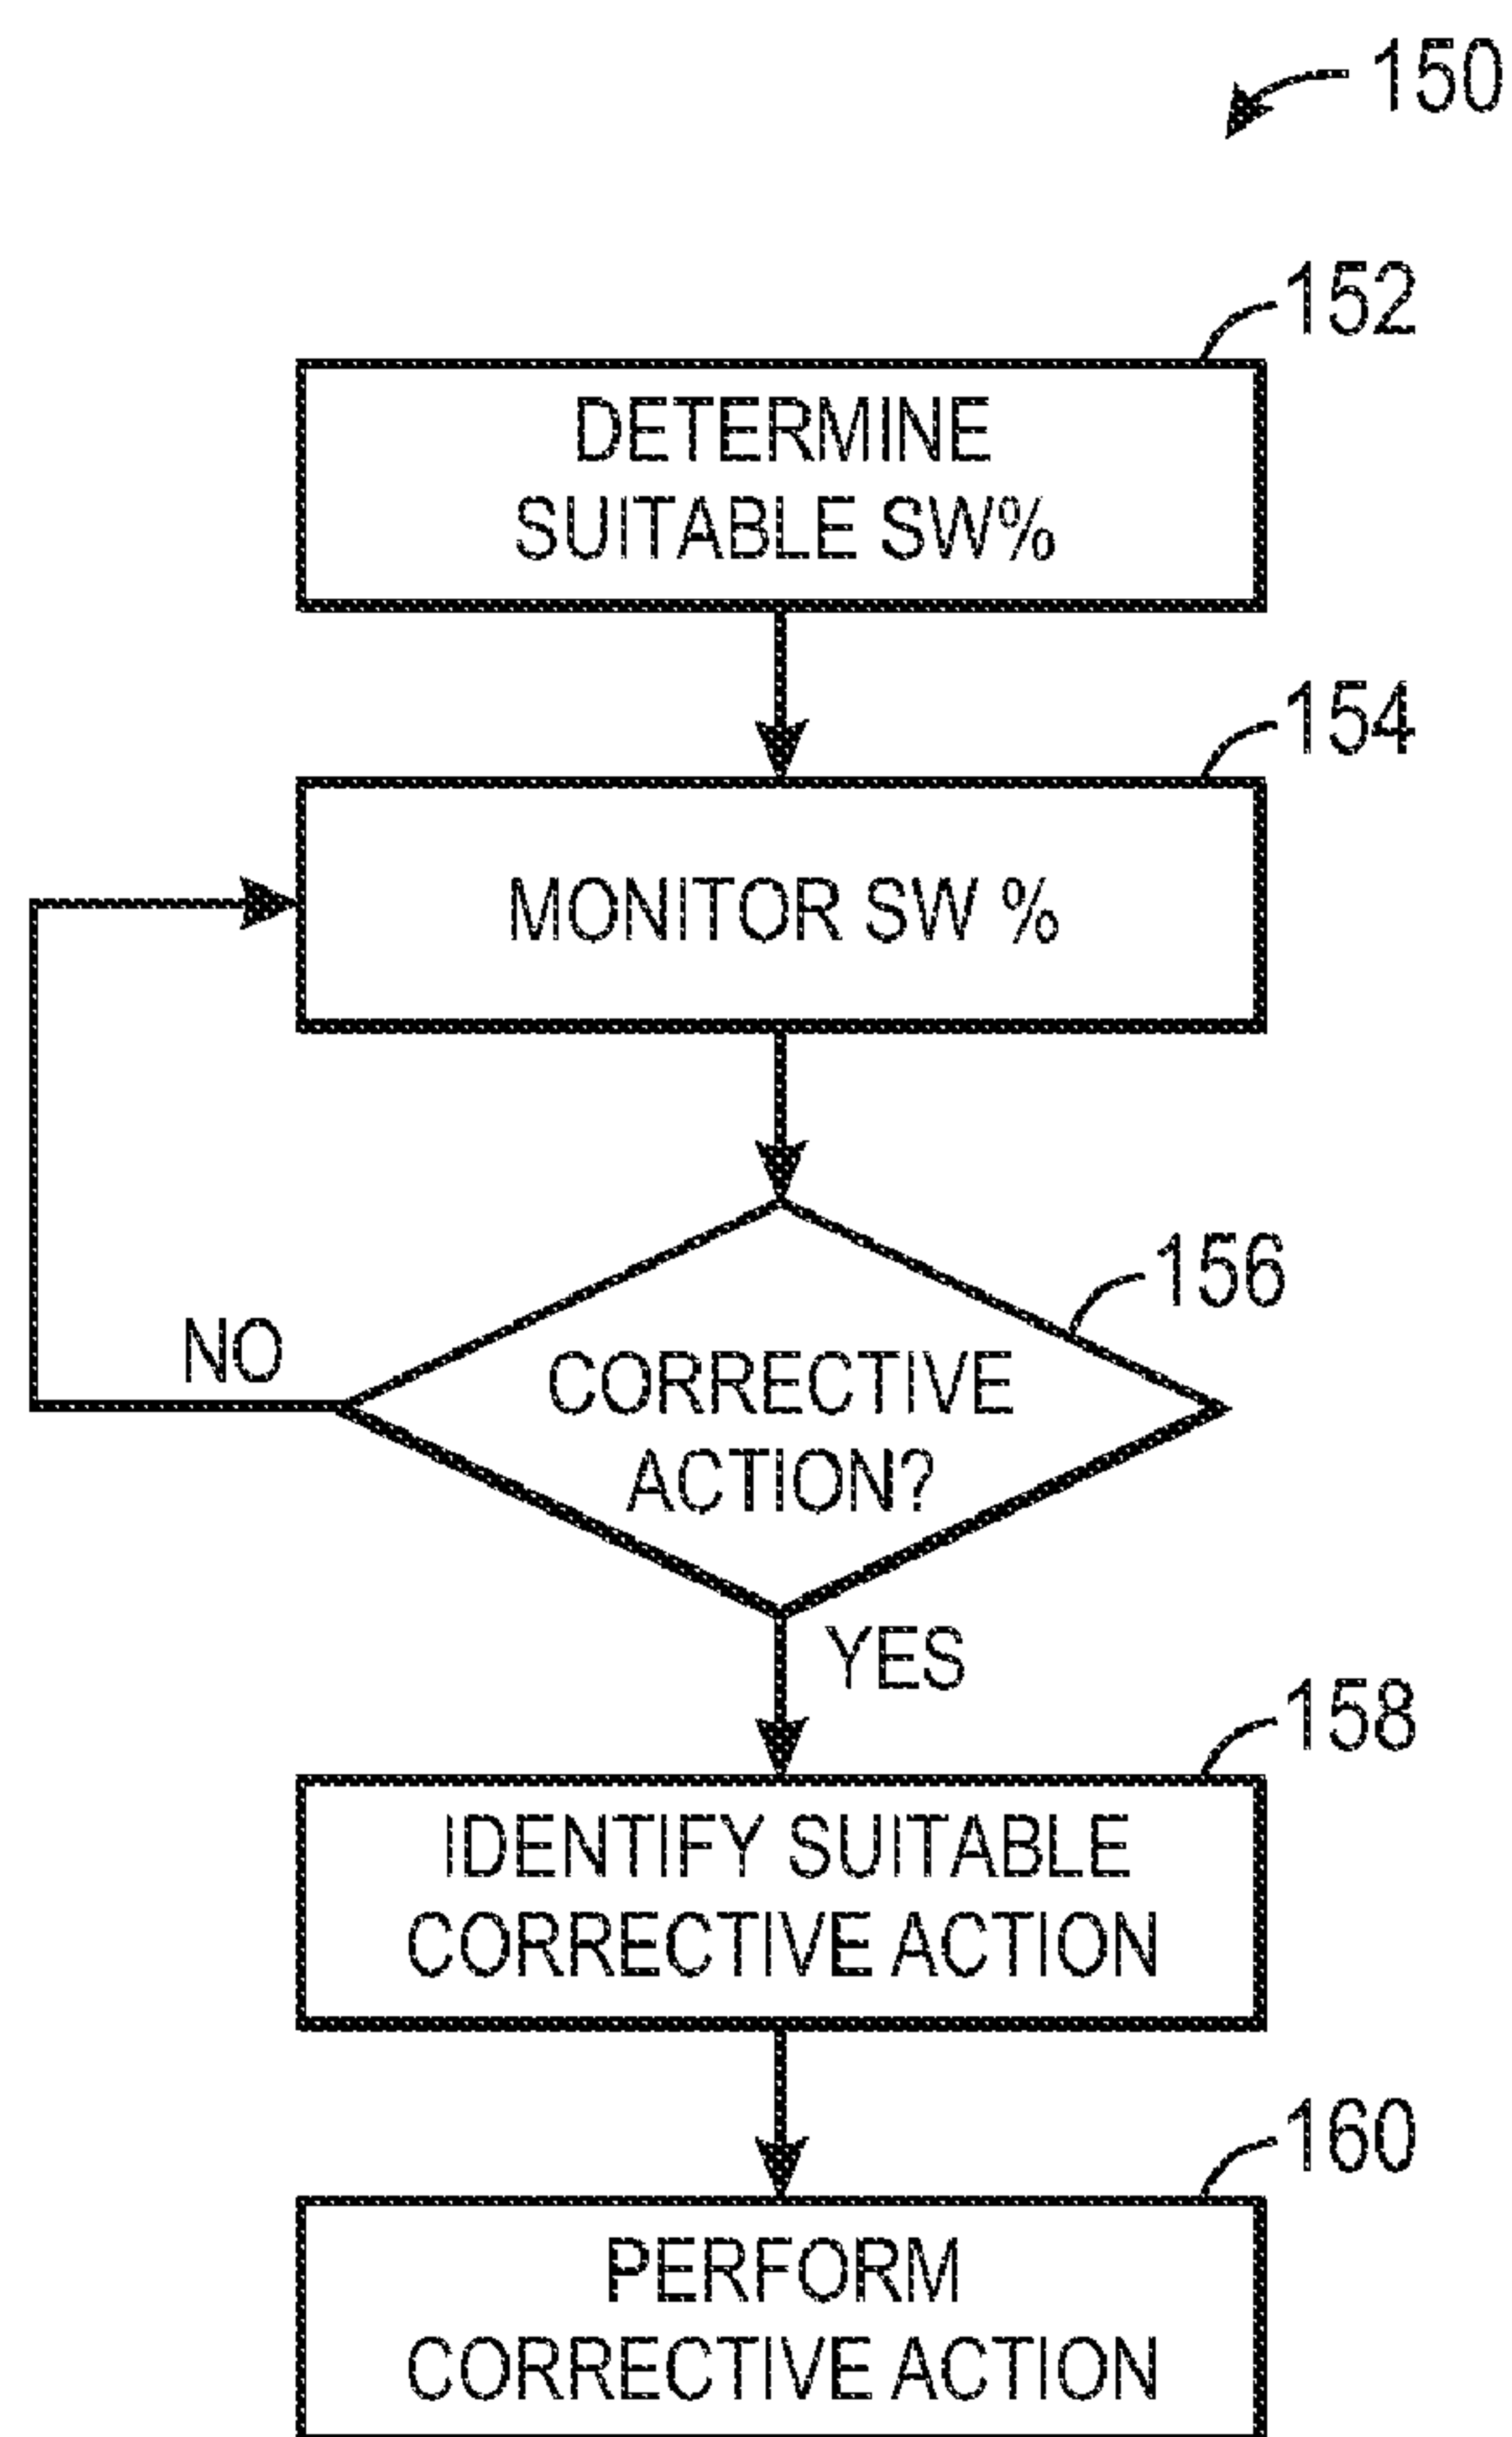 150
152
DETERMINE
SUITABLE SW%
154
MONITOR SW %
156
CORRECTIVE
ACTION?
NO
YES
158
IDENTIFY SUITABLE
CORRECTIVE ACTION
160
PERFORM
CORRECTIVE ACTION